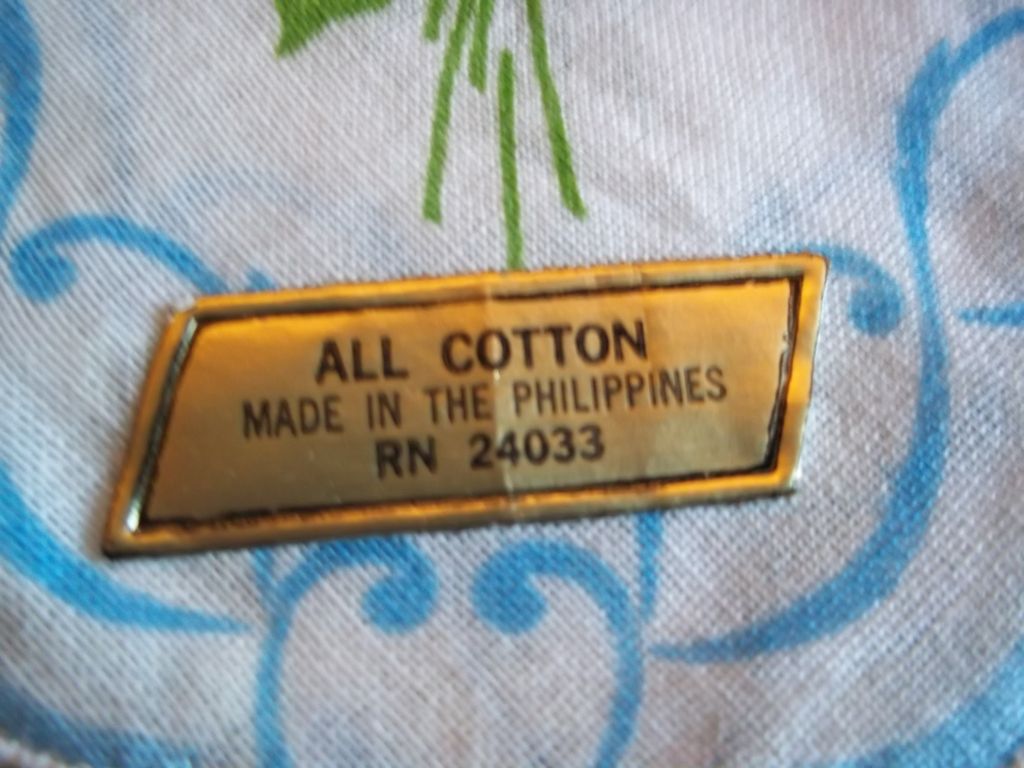 ALL COTTON
MADE IN THE PHILIPPINES
RN 24033